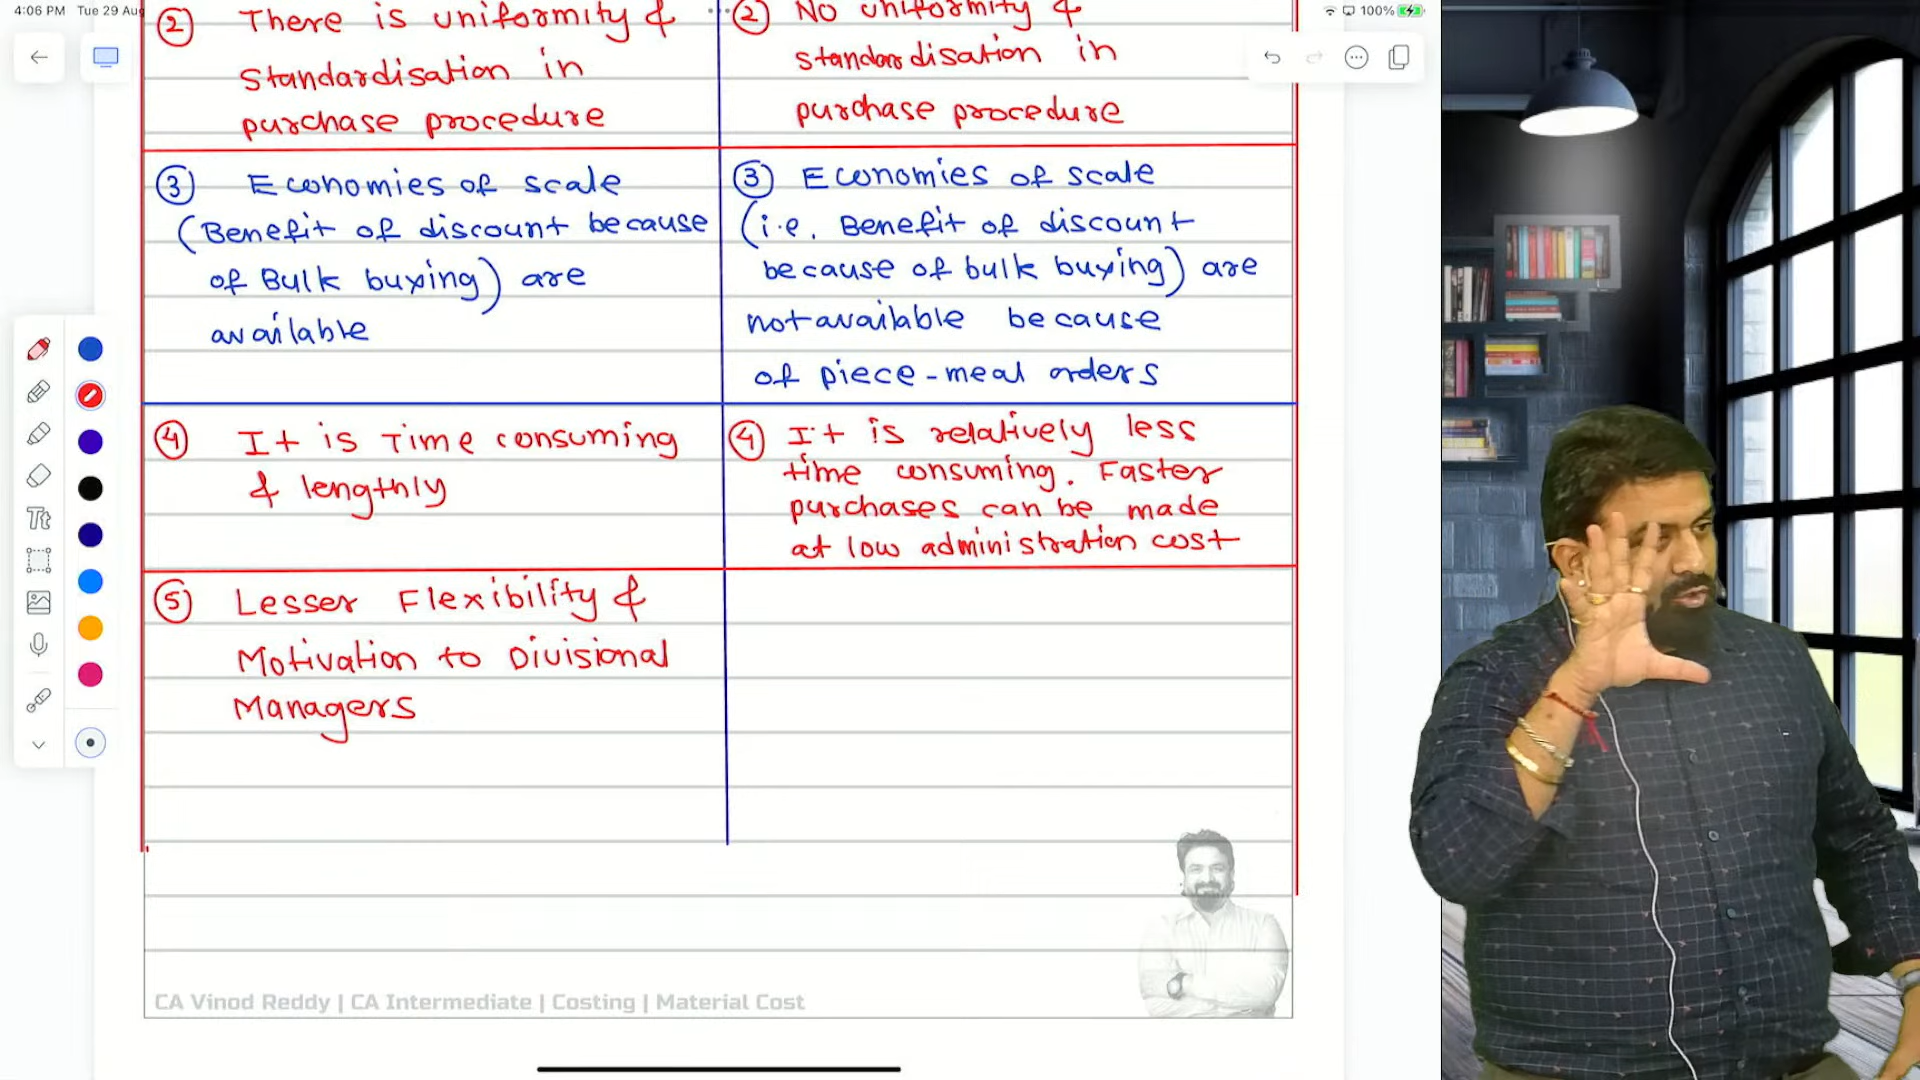 4:06 PM Tue 29 Aug
100%
② There is uniformity &
standardisation in
purchase procedure
② No uniformity &
standardisation in
purchase procedure
③ Economies of scale
(Benefit of discount because
of Bulk buying) are
available
③ Economies of scale
(i.e. Benefit of discount
because of bulk buying) are
not available because
of piece-meal orders
④ It is Time consuming
& lengthly
④ It is relatively less
time consuming. Faster
purchases can be made
at low administration cost
⑤ Lesser Flexibility &
Motivation to Divisional
Managers
Tt
CA Vinod Reddy | CA Intermediate | Costing | Material Cost